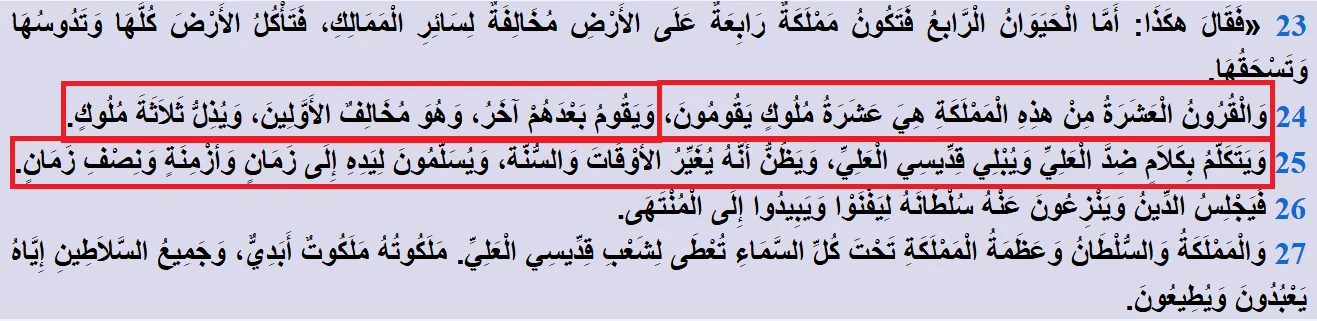 23 «فَقَالَ هكَذَا: أَمَّا الْحَيَوَانُ الرَّابعُ فَتَكُونُ مَمْلَكَةٌ رَابِعَةٌ عَلَى الأَرْضِ مُخَالِفَةٌ لِسَائِرِ الْمَمَالِكِ، فَتَأْكُلُ الأَرْضَ كُلَّهَا وَتَدُوسُهَا
وَتَسْحَقُهَا.
24 وَالْقُرُونُ الْعَشَرَةُ مِنْ هذِهِ الْمَمْلَكَةِ هِيَ عَشَرَةُ مُلُوكٍ يَقُومُونَ، وَيَقُومُ بَعْدَهُمْ آخَرُ، وَهُوَ مُخَالِفٌ الأَوَّلِينَ، وَيُذِلُّ ثَلاَثَةَ مُلُوكٍ.
25 وَيَتَكَلَّمُ بِكَلاَمٍ ضِدَّ الْعَلِيِّ وَيُبْلِي قِدِّيسِي الْعَلِيِّ، وَيَظُنُّ أَنَّهُ يُغَيِّرُ الأَوْقَاتَ وَالسُّنَّةَ، وَيُسَلَّمُونَ لِيَدِهِ إِلَى زَمَانٍ وَأَزْمِنَةٍ وَنِصْفِ زَمَانٍ.
26 فَيَجْلِسُ الدِّينُ وَيَنْزِعُونَ عَنْهُ سُلْطَانَهُ لِيَفْنَوْا وَيَبِيدُوا إِلَى الْمُنْتَهَى.
27 وَالْمَمْلَكَةُ وَالسُّلْطَانُ وَعَظَمَةُ الْمَمْلَكَةِ تَحْتَ كُلِّ السَّمَاءِ تُعْطَى لِشَعْبِ قِدِّيسِي الْعَلِيِّ. مَلَكُوتُهُ مَلَكُوتٌ أَبَدِيٌّ، وَجَمِيعُ السَّلاَطِينِ إِيَّاهُ
يَعْبُدُونَ وَيُطِيعُونَ.